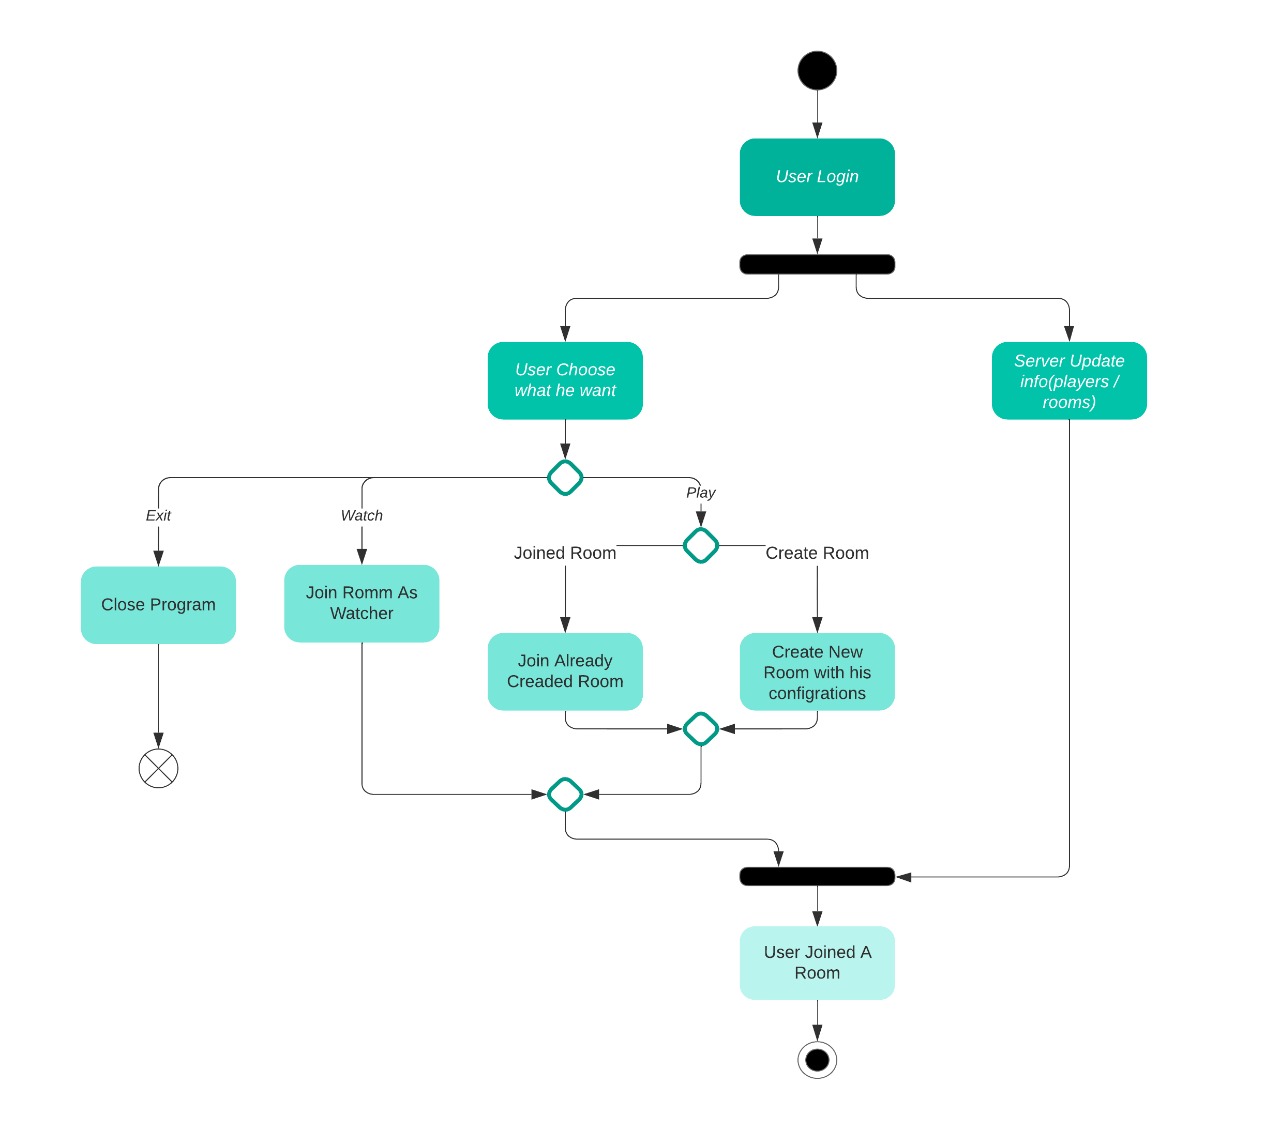 User Login
User Choose
what he want
Server Update
info(players /
rooms)
Exit
Watch
Play
Joined Room
Create Room
Close Program
Join Romm As
Watcher
Join Already
Creaded Room
Create New
Room with his
configrations
User Joined A
Room